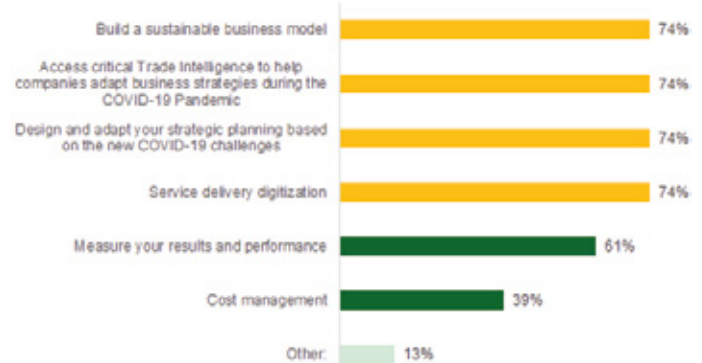 Build a sustainable business model
74%
Access critical Trade Intelligence to help
companies adapt business strategies during the
COVID-19 Pandemic
74%
Design and adapt your strategic planning based
on the new COVID-19 challenges
74%
Service delivery digitization
74%
Measure your results and performance
61%
Cost management
39%
Other:
13%